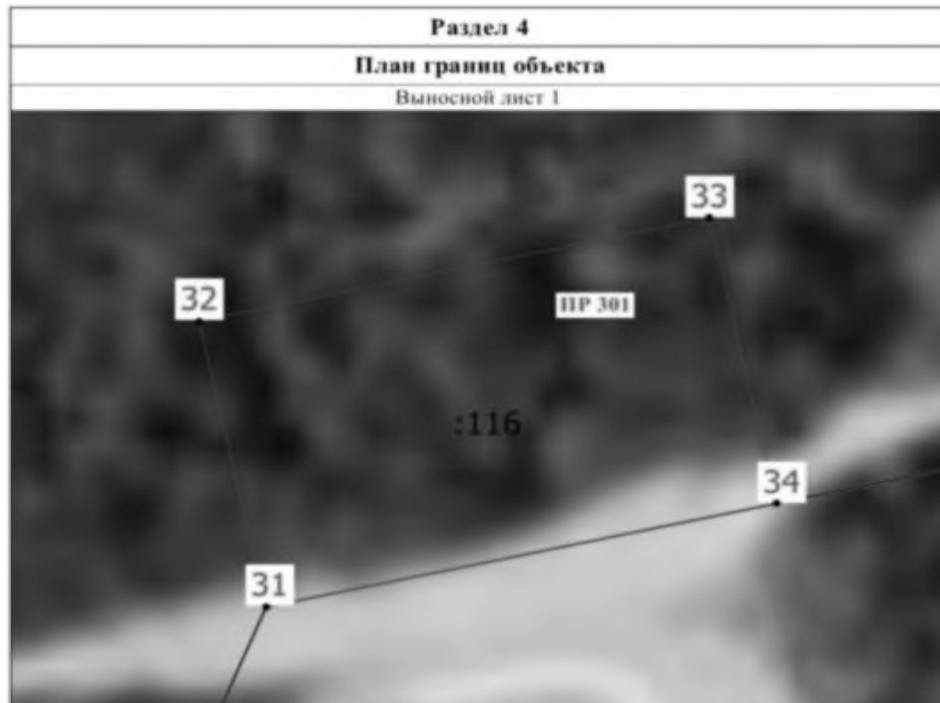 Раздел 4
План границ объекта
Выносной лист 1
33
32
ПР 301
:116
34
31